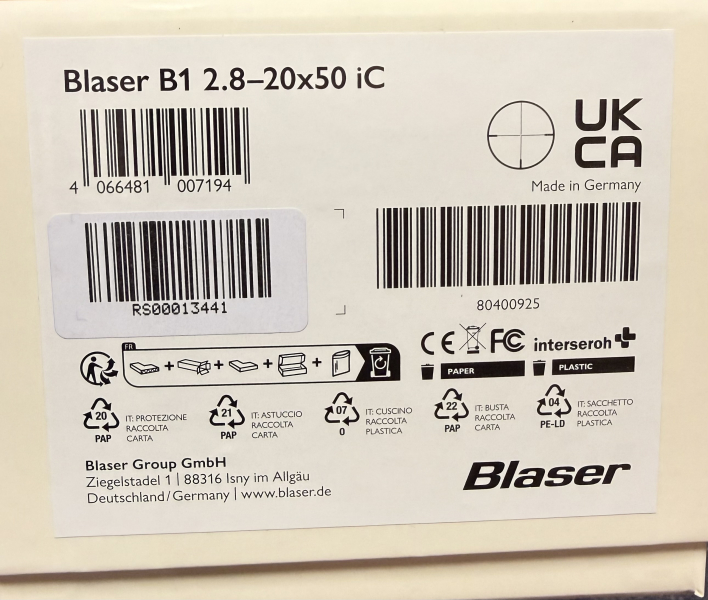 Blaser B1 2.8–20x50 iC
4 066481 007194
UK
CA
Made in Germany
RS00013441
80400925
FR
CE FC interseroh
PAPER
PLASTIC
20
PAP
IT: PROTEZIONE
RACCOLTA
CARTA
21
PAP
IT: ASTUCCIO
RACCOLTA
CARTA
07
0
IT: CUSCINO
RACCOLTA
PLASTICA
22
PAP
IT: BUSTA
RACCOLTA
CARTA
04
PE-LD
IT: SACCHETTO
RACCOLTA
PLASTICA
Blaser Group GmbH
Ziegelstadel 1 | 88316 Isny im Allgäu
Deutschland/Germany | www.blaser.de
Blaser